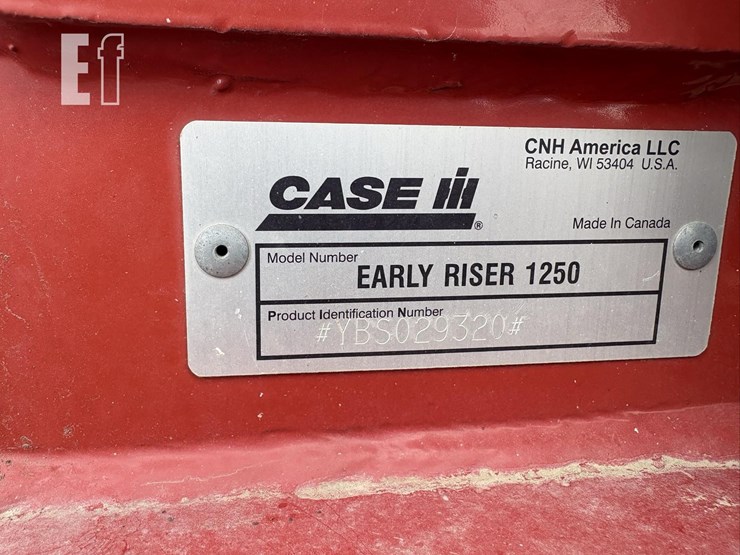 Ef
CNH America LLC
Racine, WI 53404 U.S.A.
CASE IH
®
Made In Canada
Model Number
EARLY RISER 1250
Product Identification Number
#YBS029320#